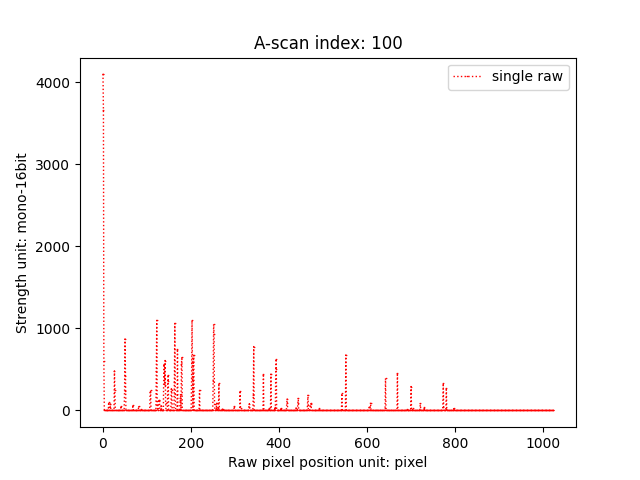 A-scan index: 100
single raw
4000
3000
2000
1000
0
Strength unit: mono-16bit
0 200 400 600 800 1000
Raw pixel position unit: pixel